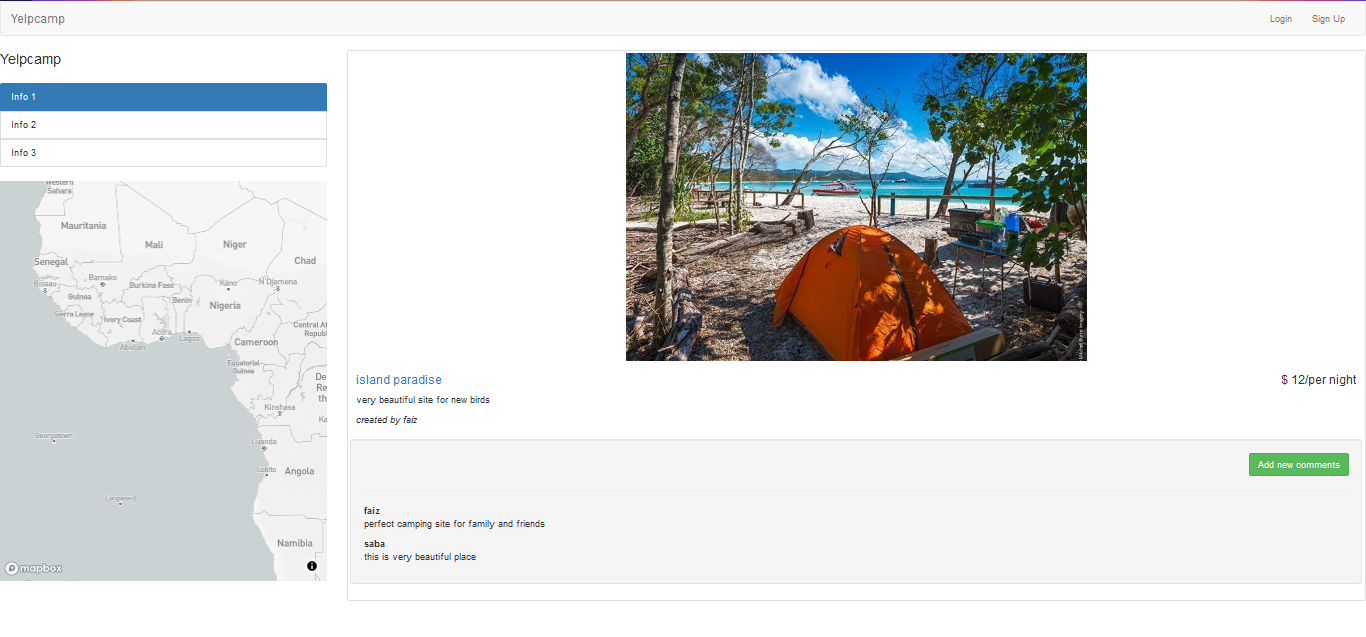 Yelpcamp
Login
Sign Up
Yelpcamp
Info 1
Info 2
Info 3
Western
Sahara
Mauritania
Mali
Niger
Senegal
Chad
Bamako
Kano
N'Djamena
Bissau
Burkina Faso
Guinea
Benin
Nigeria
Sierra Leone
Ivory Coast
Accra
Lagos
Central Af
Republ
Abidjan
Cameroon
Equatorial
Guinea
De
Re
th
Kinshasa
Ka
Georgetown
Luanda
Lobito
Angola
Longwood
Namibia
mapbox
island paradise
$ 12/per night
very beautiful site for new birds
created by faiz
Add new comments
faiz
perfect camping site for family and friends
saba
this is very beautiful place